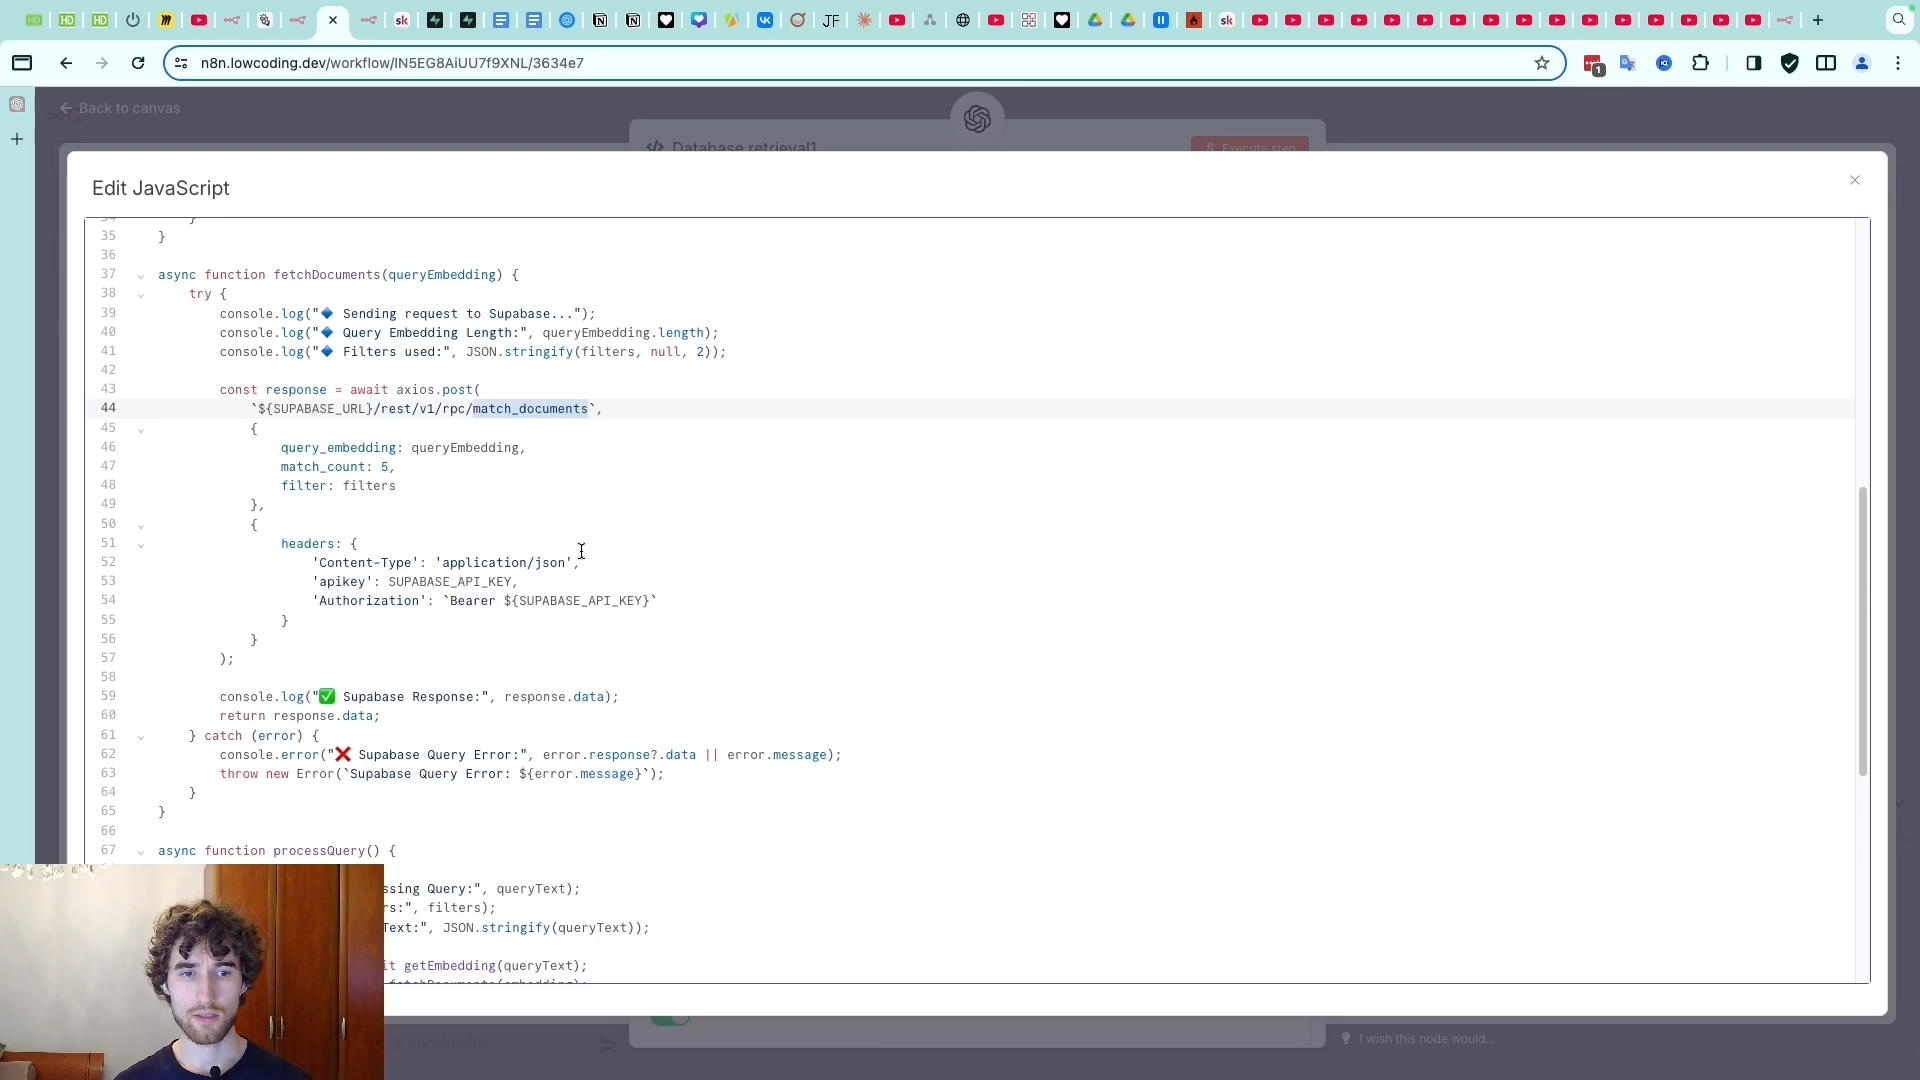 n8n.lowcoding.dev/workflow/IN5EG8AiUU7f9XNL/3634e7
1
Back to canvas
Database retrieval1
Execute step
Edit JavaScript
34 }
35 }
36
37 async function fetchDocuments(queryEmbedding) {
38 try {
39 console.log("🔹 Sending request to Supabase...");
40 console.log("🔹 Query Embedding Length:", queryEmbedding.length);
41 console.log("🔹 Filters used:", JSON.stringify(filters, null, 2));
42
43 const response = await axios.post(
44 `${SUPABASE_URL}/rest/v1/rpc/match_documents`,
45 {
46 query_embedding: queryEmbedding,
47 match_count: 5,
48 filter: filters
49 },
50 {
51 headers: {
52 'Content-Type': 'application/json',
53 'apikey': SUPABASE_API_KEY,
54 'Authorization': `Bearer ${SUPABASE_API_KEY}`
55 }
56 }
57 );
58
59 console.log("✅ Supabase Response:", response.data);
60 return response.data;
61 } catch (error) {
62 console.error("❌ Supabase Query Error:", error.response?.data || error.message);
63 throw new Error(`Supabase Query Error: ${error.message}`);
64 }
65 }
66
67 async function processQuery() {
ssing Query:", queryText);
rs:", filters);
Text:", JSON.stringify(queryText));
it getEmbedding(queryText);
fetchDocuments(embedding);
I wish this node would...